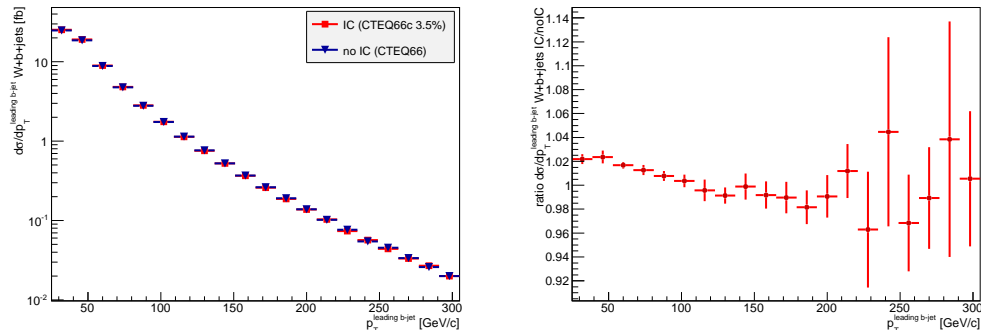 dσ/dp_T^{leading b-jet} W+b+jets [fb]
IC (CTEQ66c 3.5%)
no IC (CTEQ66)
10
1
10^{-1}
10^{-2}
50 100 150 200 250 300
p_T^{leading b-jet} [GeV/c]
ratio dσ/dp_T^{leading b-jet} W+b+jets IC/noIC
1.14
1.12
1.10
1.08
1.06
1.04
1.02
1.00
0.98
0.96
0.94
0.92
50 100 150 200 250 300
p_T^{leading b-jet} [GeV/c]